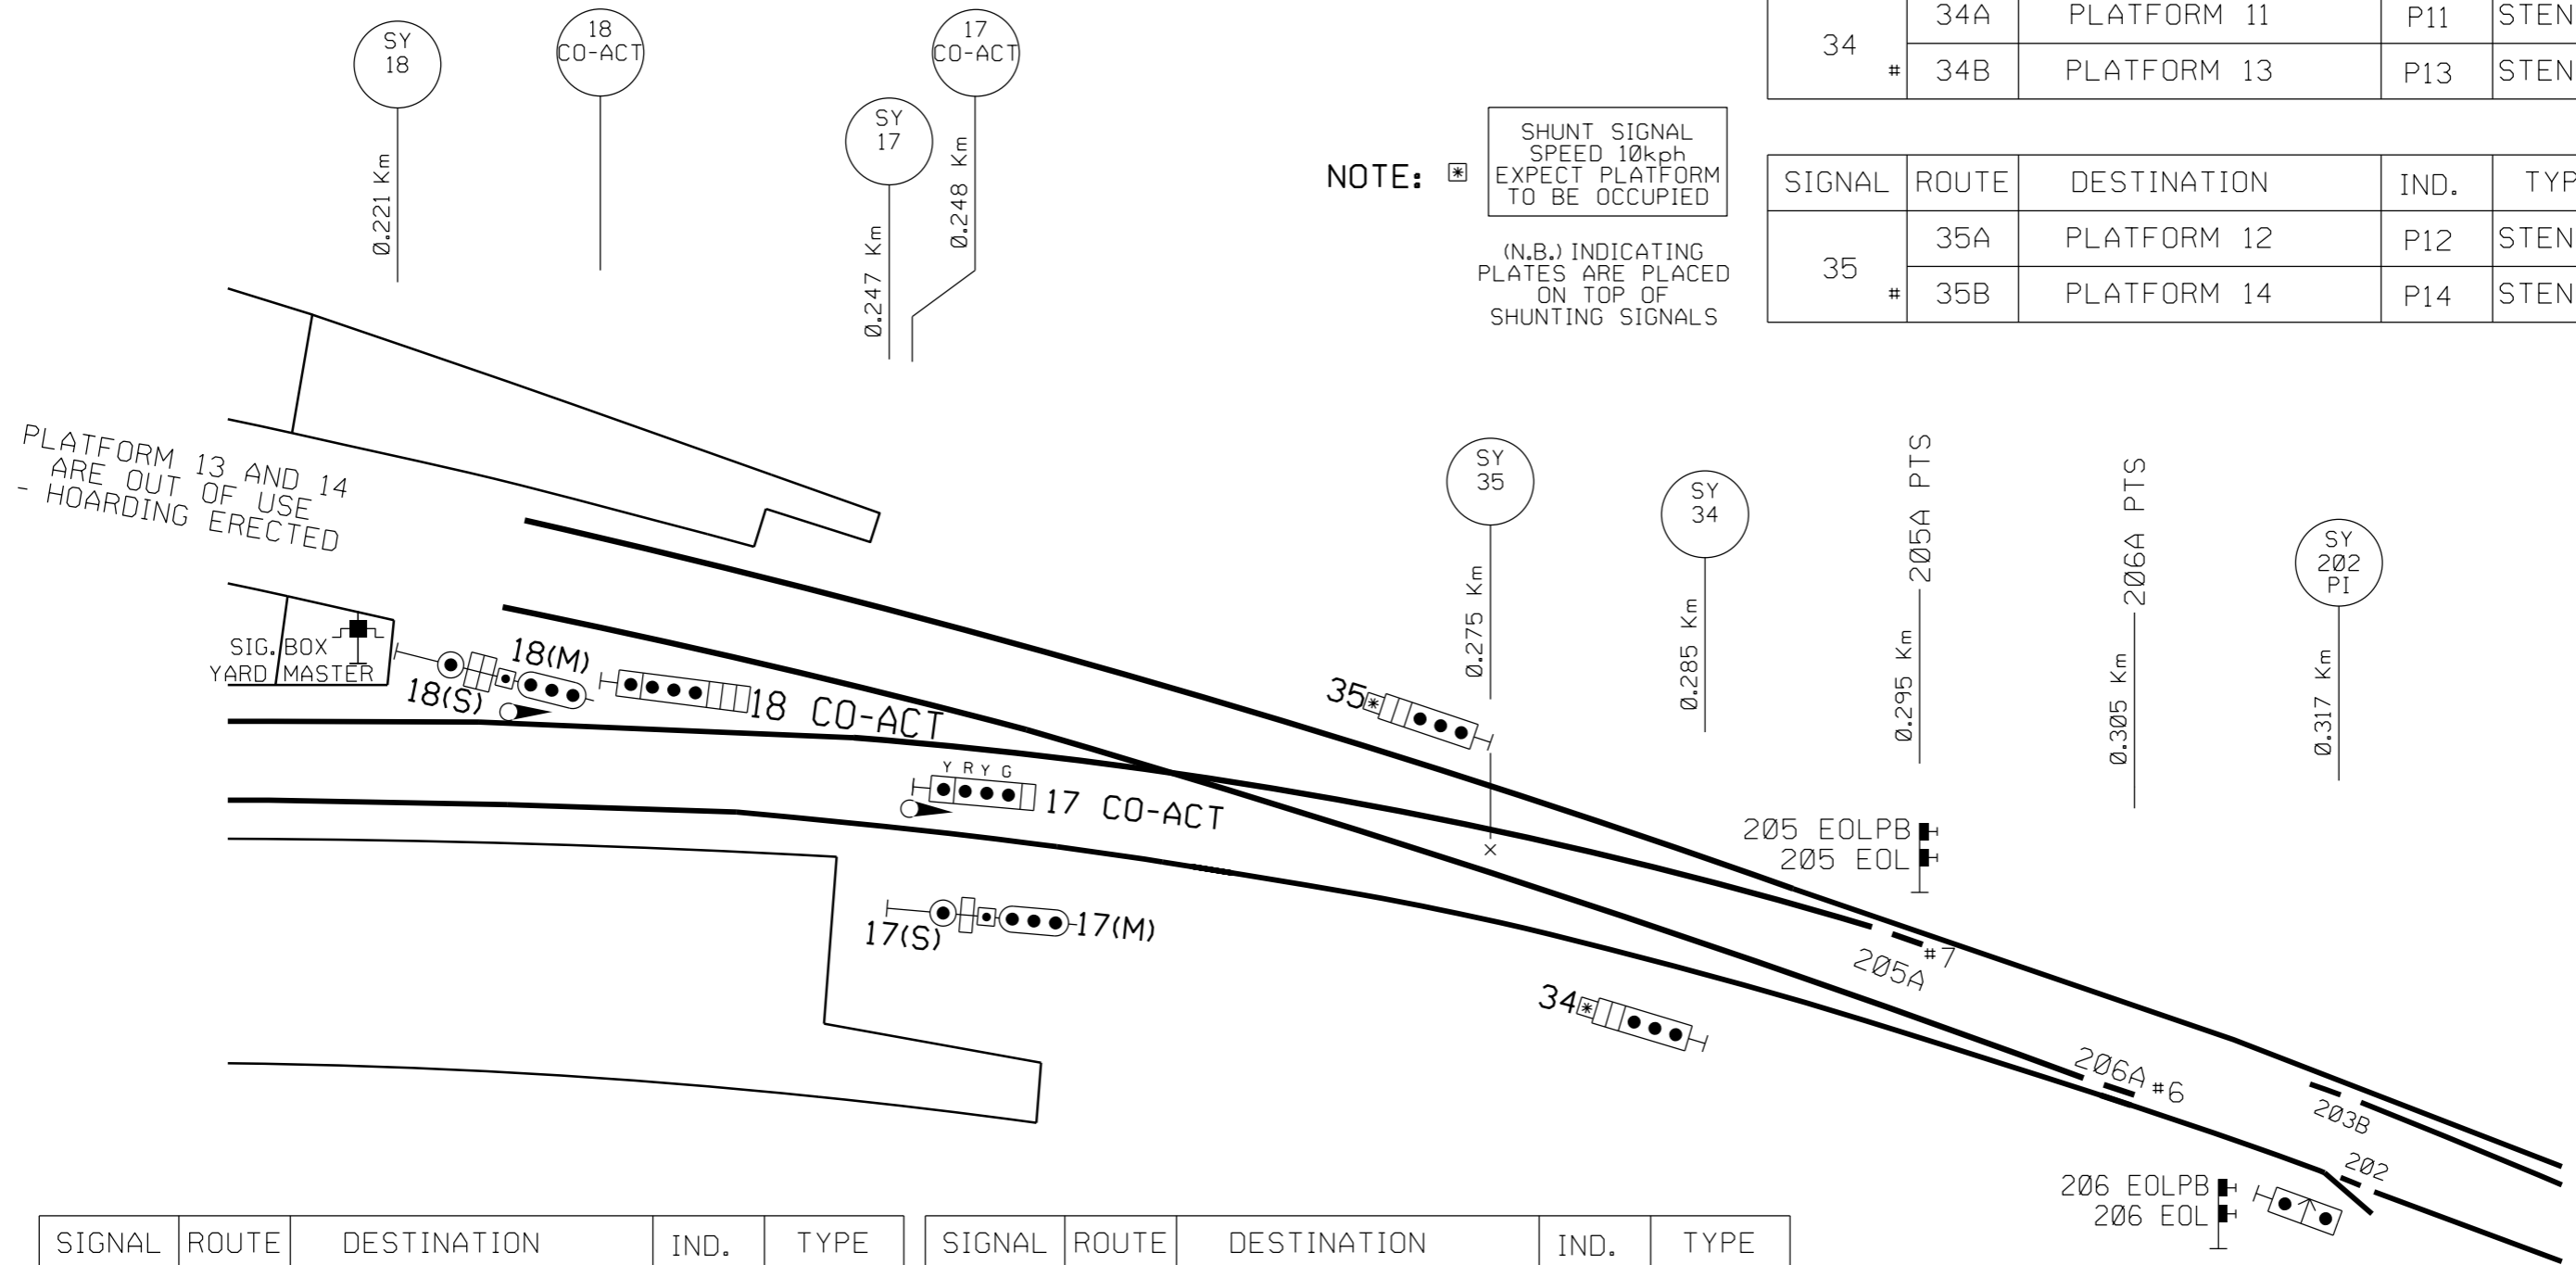 SY
18
0.221 Km
18
CO-ACT
SY
17
0.247 Km
17
CO-ACT
0.248 Km
34 #
34A PLATFORM 11 P11 STEN
34B PLATFORM 13 P13 STEN
NOTE: *
SHUNT SIGNAL
SPEED 10kph
EXPECT PLATFORM
TO BE OCCUPIED
(N.B.) INDICATING
PLATES ARE PLACED
ON TOP OF
SHUNTING SIGNALS
SIGNAL ROUTE DESTINATION IND. TYP
35 #
35A PLATFORM 12 P12 STEN
35B PLATFORM 14 P14 STEN
PLATFORM 13 AND 14
ARE OUT OF USE
- HOARDING ERECTED
SY
35
0.275 Km
SY
34
0.285 Km
205A PTS
0.295 Km
206A PTS
0.305 Km
SY
202
PI
0.317 Km
SIG. BOX
YARD MASTER
18(M)
18(S)
18 CO-ACT
35 *
Y R Y G
17 CO-ACT
205 EOLPB
205 EOL
17(S)
17(M)
#7
205A
34 *
206A #6
203B
202
206 EOLPB
206 EOL
SIGNAL ROUTE DESTINATION IND. TYPE
SIGNAL ROUTE DESTINATION IND. TYPE